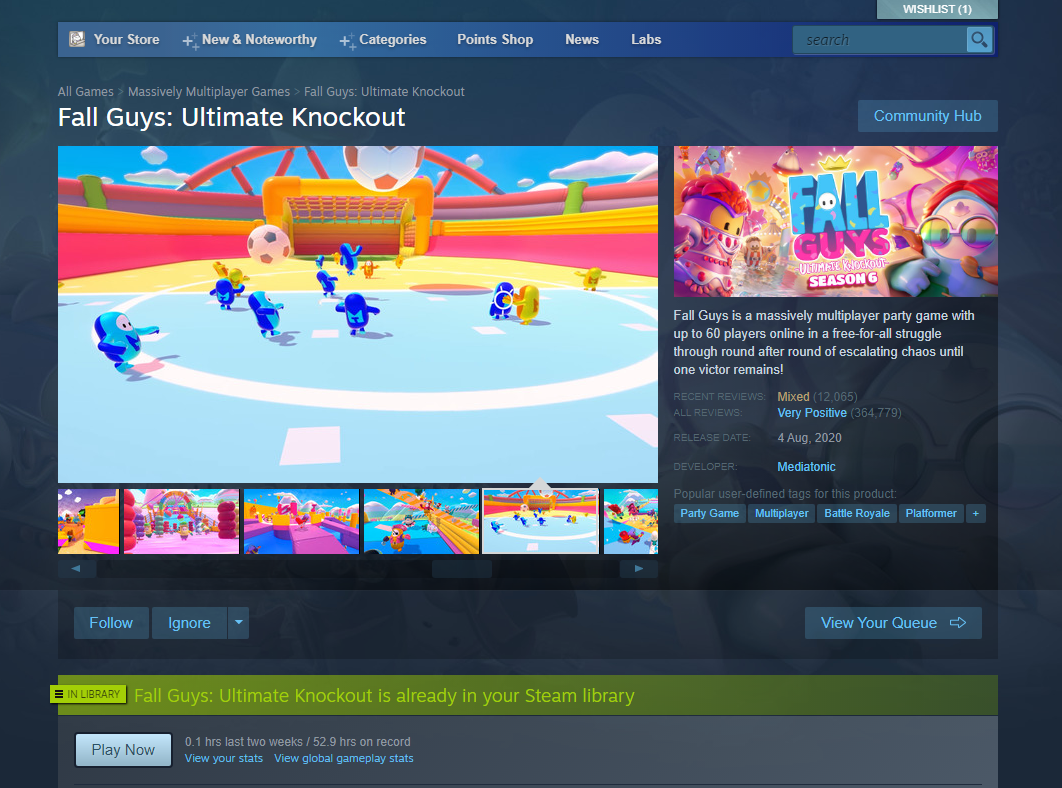 WISHLIST (1)
Your Store
New & Noteworthy
Categories
Points Shop
News
Labs
search
All Games > Massively Multiplayer Games > Fall Guys: Ultimate Knockout
Fall Guys: Ultimate Knockout
Community Hub
FALL
GUYS
ULTIMATE KNOCKOUT
SEASON 6
Fall Guys is a massively multiplayer party game with
up to 60 players online in a free-for-all struggle
through round after round of escalating chaos until
one victor remains!
RECENT REVIEWS: Mixed (12,065)
ALL REVIEWS: Very Positive (364,779)
RELEASE DATE: 4 Aug, 2020
DEVELOPER: Mediatonic
Popular user-defined tags for this product:
Party Game Multiplayer Battle Royale Platformer +
Follow
Ignore
View Your Queue
IN LIBRARY
Fall Guys: Ultimate Knockout is already in your Steam library
Play Now
0.1 hrs last two weeks / 52.9 hrs on record
View your stats View global gameplay stats